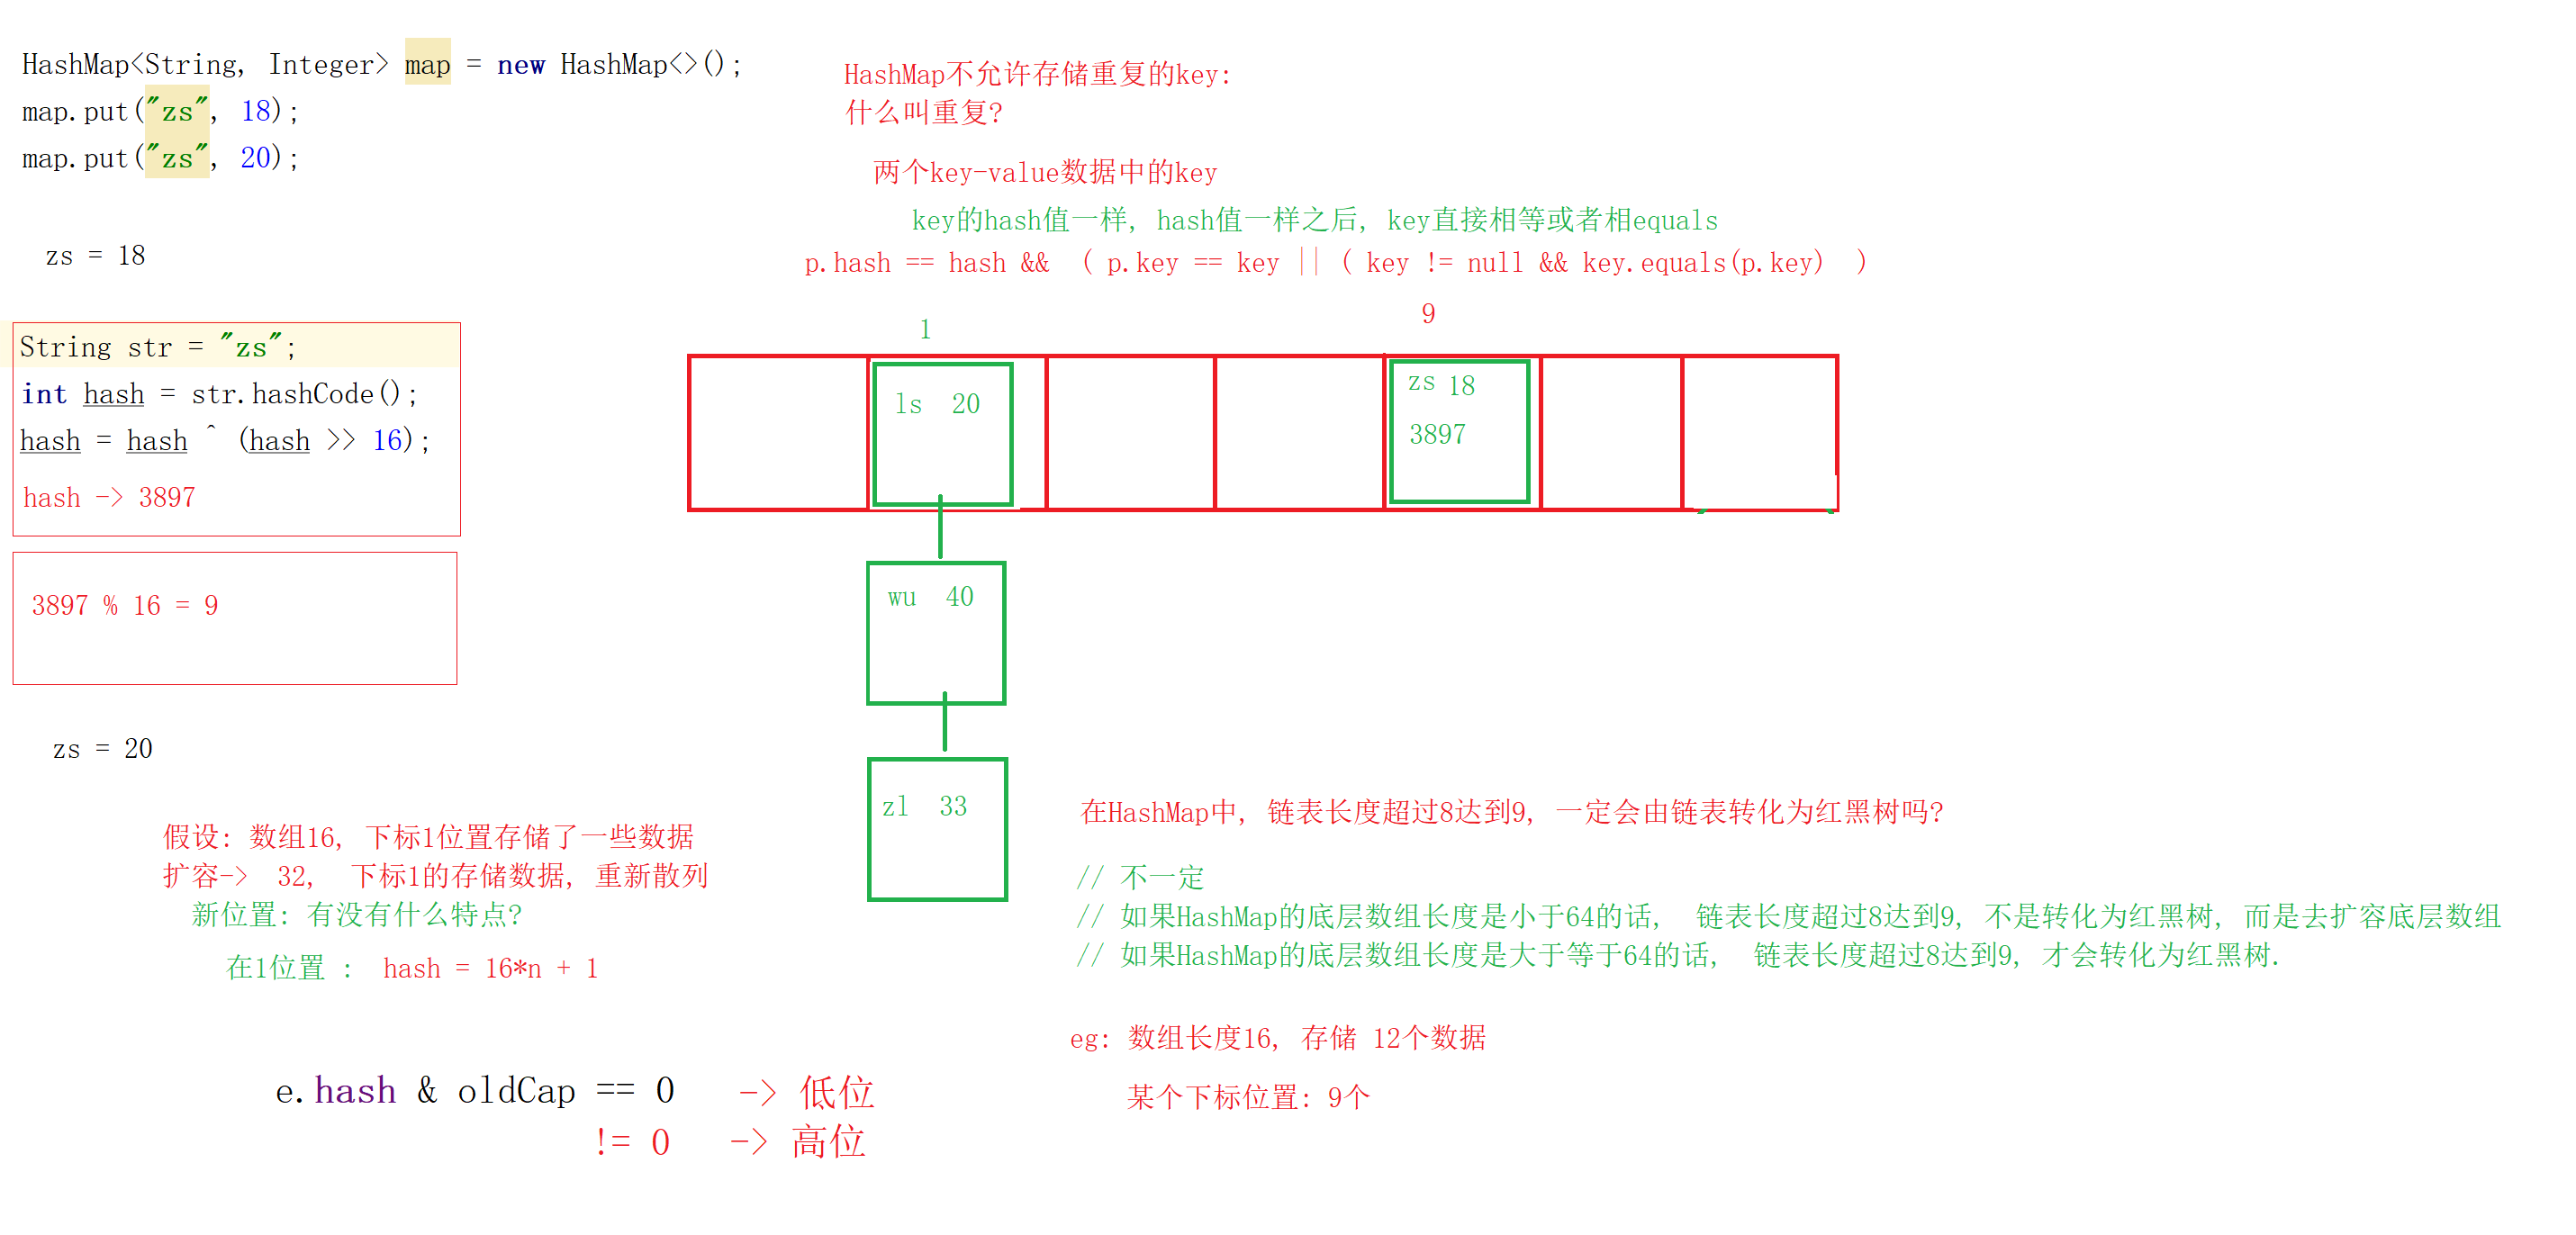 HashMap<String, Integer> map = new HashMap<>();
map.put("zs", 18);
map.put("zs", 20);
zs = 18
String str = "zs";
int hash = str.hashCode();
hash = hash ^ (hash >> 16);
hash -> 3897
3897 % 16 = 9
zs = 20
HashMap不允许存储重复的key:
什么叫重复?
两个key-value数据中的key
key的hash值一样, hash值一样之后, key直接相等或者相equals
p.hash == hash && ( p.key == key || ( key != null && key.equals(p.key) )
1
9
ls 20
zs 18
3897
wu 40
zl 33
假设: 数组16, 下标1位置存储了一些数据
扩容-> 32, 下标1的存储数据, 重新散列
新位置: 有没有什么特点?
在1位置 : hash = 16*n + 1
e.hash & oldCap == 0 -> 低位
!= 0 -> 高位
在HashMap中, 链表长度超过8达到9, 一定会由链表转化为红黑树吗?
// 不一定
// 如果HashMap的底层数组长度是小于64的话, 链表长度超过8达到9, 不是转化为红黑树, 而是去扩容底层数组
// 如果HashMap的底层数组长度是大于等于64的话, 链表长度超过8达到9, 才会转化为红黑树.
eg: 数组长度16, 存储 12个数据
某个下标位置: 9个